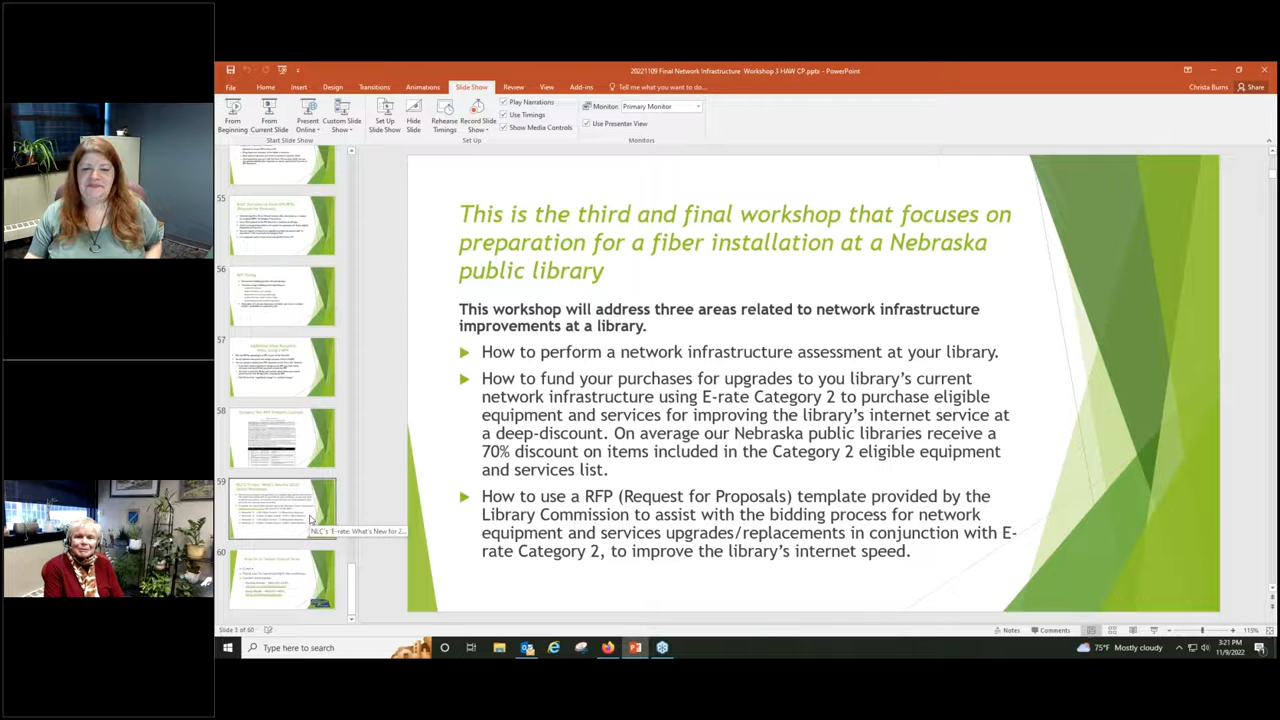 20221109 Final Network Infrastructure Workshop 3 HAW CP.pptx - PowerPoint
File Home Insert Design Transitions Animations Slide Show Review View Add-ins Tell me what you want to do... Christa Burns Share
From Beginning
From Current Slide
Present Online
Custom Slide Show
Start Slide Show
Set Up Slide Show
Hide Slide
Rehearse Timings
Record Slide Show
Play Narrations
Use Timings
Show Media Controls
Set Up
Monitor: Primary Monitor
Use Presenter View
Monitors
55
56
57
58
59
NLC's 'E-rate: What's New for 2...
60
This is the third and final workshop that focuses on
preparation for a fiber installation at a Nebraska
public library
This workshop will address three areas related to network infrastructure
improvements at a library.
How to perform a network infrastructure assessment at your library.
How to fund your purchases for upgrades to you library's current
network infrastructure using E-rate Category 2 to purchase eligible
equipment and services for improving the library's internet service at
a deep discount. On average our Nebraska public libraries receive a
70% discount on items included in the Category 2 eligible equipment
and services list.
How to use a RFP (Request for Proposals) template provided by the
Library Commission to assist with the bidding process for network
equipment and services upgrades/replacements in conjunction with E-
rate Category 2, to improve the library's internet speed.
Slide 3 of 60 Notes Comments 115%
Type here to search 75°F Mostly cloudy 3:21 PM
11/9/2022